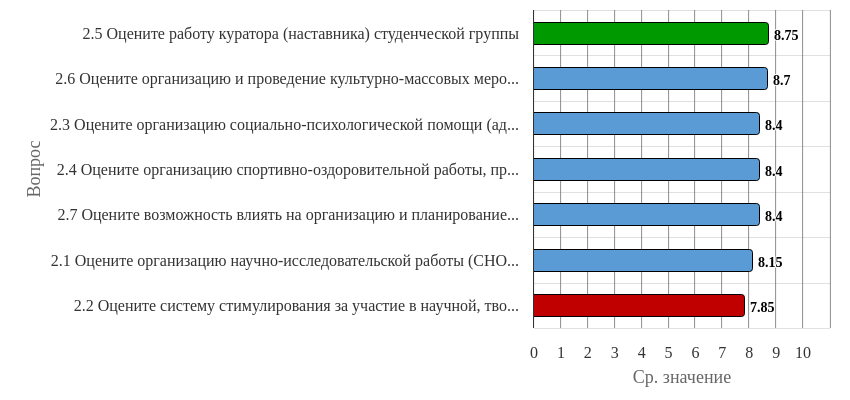 2.5 Оцените работу куратора (наставника) студенческой группы 8.75
2.6 Оцените организацию и проведение культурно-массовых меро... 8.7
2.3 Оцените организацию социально-психологической помощи (ад... 8.4
2.4 Оцените организацию спортивно-оздоровительной работы, пр... 8.4
2.7 Оцените возможность влиять на организацию и планирование... 8.4
2.1 Оцените организацию научно-исследовательской работы (СНО... 8.15
2.2 Оцените систему стимулирования за участие в научной, тво... 7.85
Вопрос
0 1 2 3 4 5 6 7 8 9 10
Ср. значение